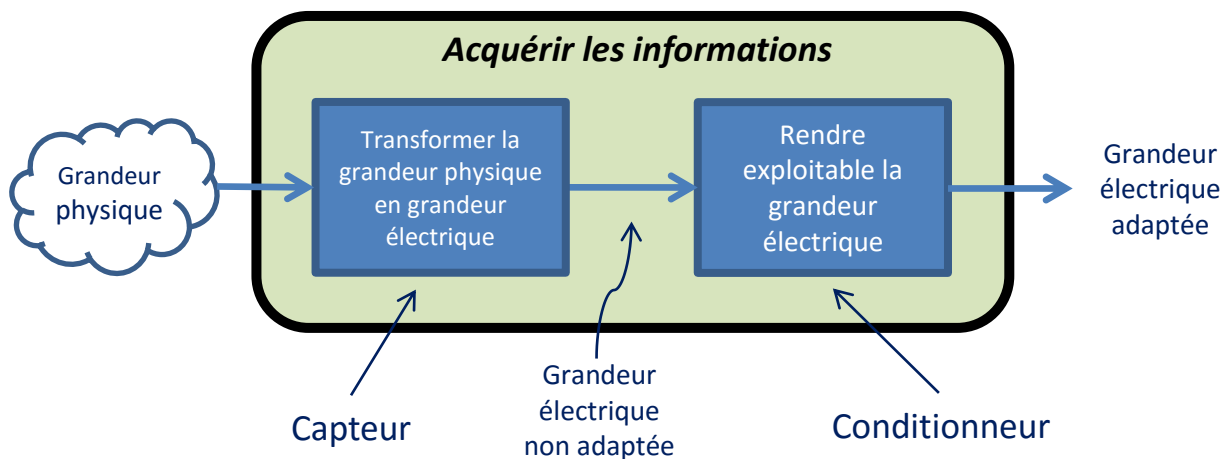 Acquérir les informations
Grandeur
physique
Transformer la
grandeur physique
en grandeur
électrique
Rendre
exploitable la
grandeur
électrique
Grandeur
électrique
adaptée
Capteur
Grandeur
électrique
non adaptée
Conditionneur